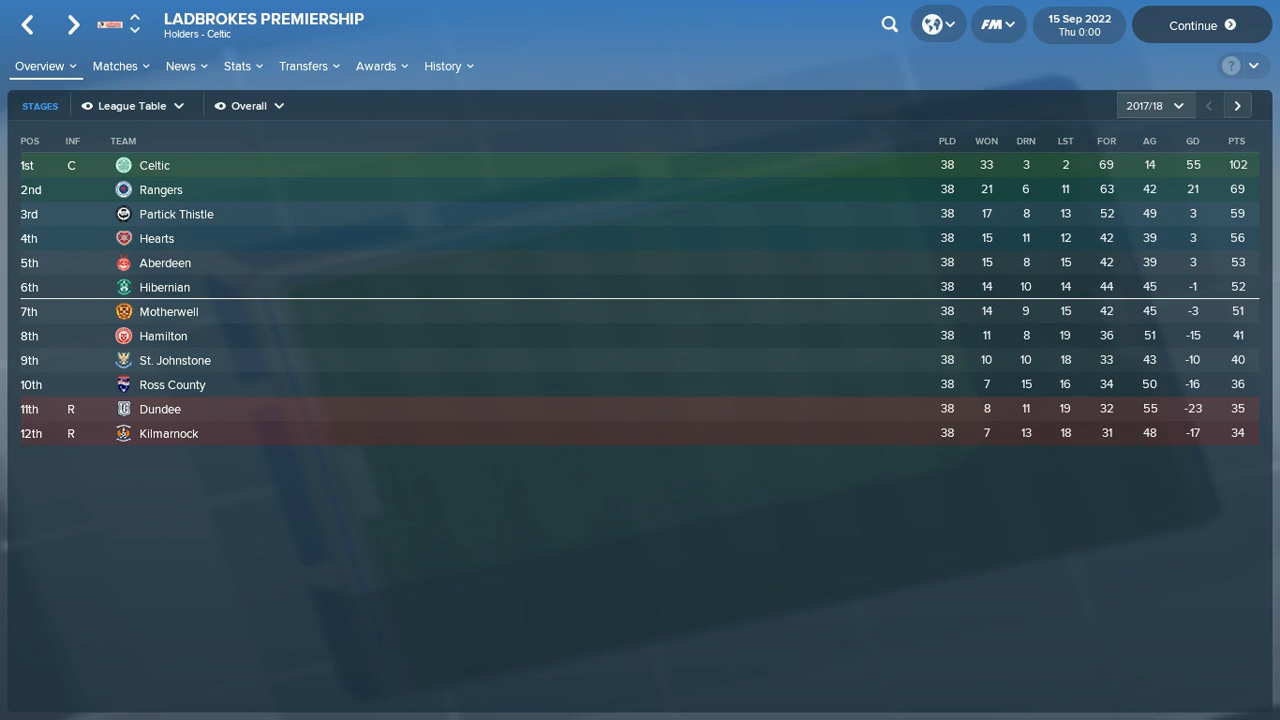 LADBROKES PREMIERSHIP
Holders - Celtic
FM
15 Sep 2022
Thu 0:00
Continue
Overview Matches News Stats Transfers Awards History ?
STAGES League Table Overall 2017/18
POS INF TEAM PLD WON DRN LST FOR AG GD PTS
1st C Celtic 38 33 3 2 69 14 55 102
2nd Rangers 38 21 6 11 63 42 21 69
3rd Partick Thistle 38 17 8 13 52 49 3 59
4th Hearts 38 15 11 12 42 39 3 56
5th Aberdeen 38 15 8 15 42 39 3 53
6th Hibernian 38 14 10 14 44 45 -1 52
7th Motherwell 38 14 9 15 42 45 -3 51
8th Hamilton 38 11 8 19 36 51 -15 41
9th St. Johnstone 38 10 10 18 33 43 -10 40
10th Ross County 38 7 15 16 34 50 -16 36
11th R Dundee 38 8 11 19 32 55 -23 35
12th R Kilmarnock 38 7 13 18 31 48 -17 34